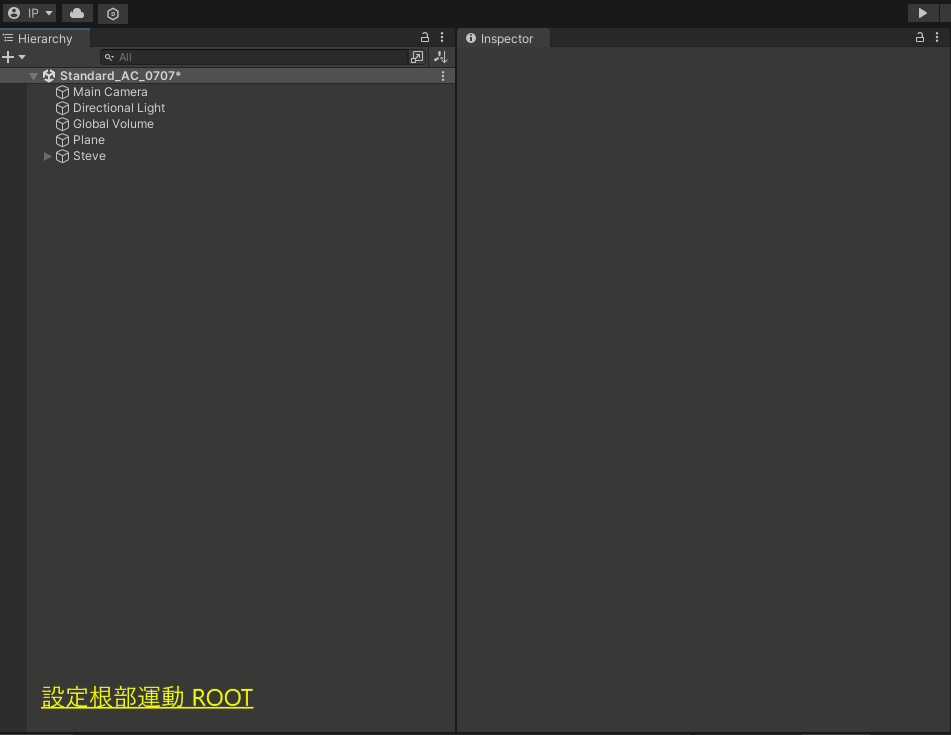 IP
Hierarchy
Inspector
All
Standard_AC_0707*
Main Camera
Directional Light
Global Volume
Plane
Steve
設定根部運動 ROOT